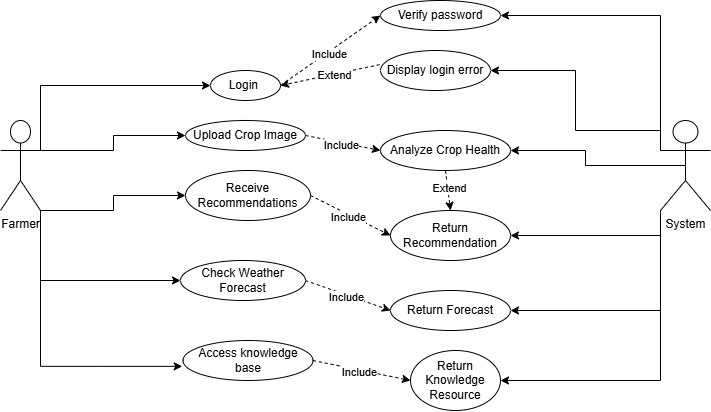 Verify password
Include
Display login error
Extend
Login
Upload Crop Image
Include
Analyze Crop Health
Extend
Receive
Recommendations
Include
Return
Recommendation
Farmer
System
Check Weather
Forecast
Include
Return Forecast
Access knowledge
base
Include
Return
Knowledge
Resource